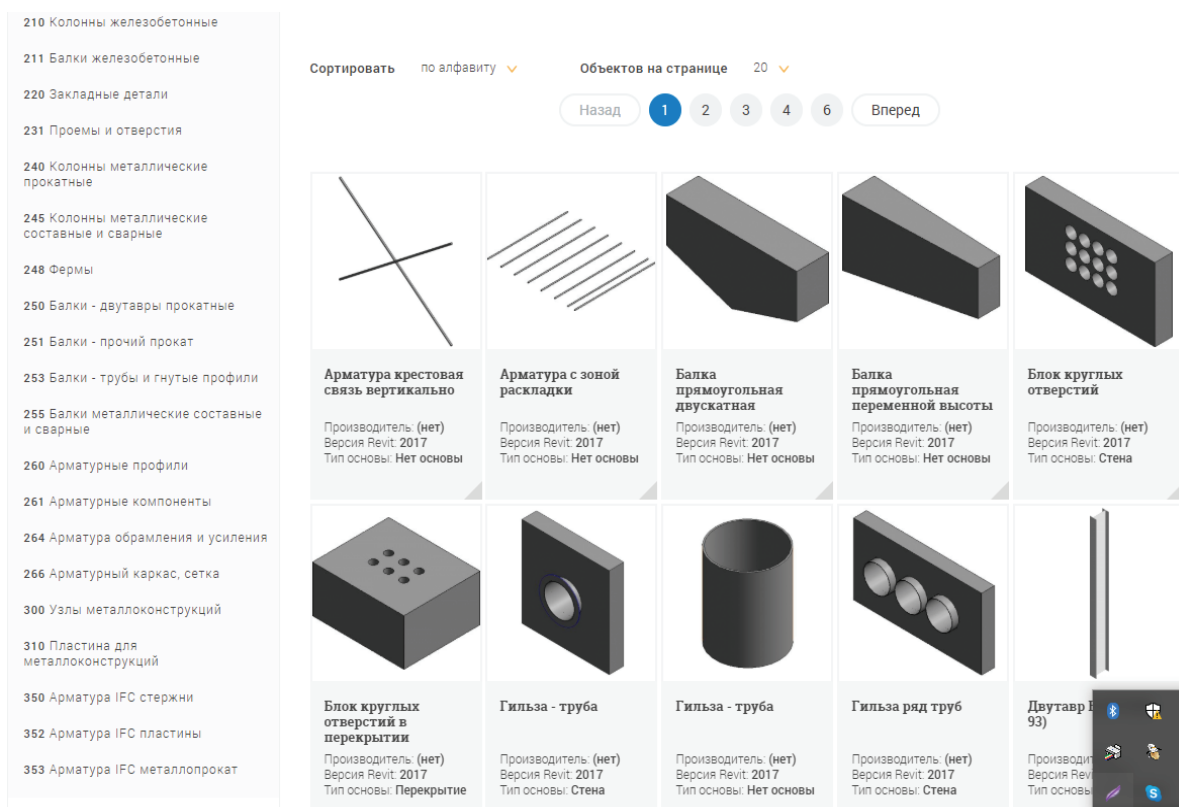 210 Колонны железобетонные
211 Балки железобетонные
220 Закладные детали
231 Проемы и отверстия
240 Колонны металлические
прокатные
245 Колонны металлические
составные и сварные
248 Фермы
250 Балки - двутавры прокатные
251 Балки - прочий прокат
253 Балки - трубы и гнутые профили
255 Балки металлические составные
и сварные
260 Арматурные профили
261 Арматурные компоненты
264 Арматура обрамления и усиления
266 Арматурный каркас, сетка
300 Узлы металлоконструкций
310 Пластина для
металлоконструкций
350 Арматура IFC стержни
352 Арматура IFC пластины
353 Арматура IFC металлопрокат
Сортировать по алфавиту Объектов на странице 20
Назад 1 2 3 4 6 Вперед
Арматура крестовая
связь вертикально
Производитель: (нет)
Версия Revit: 2017
Тип основы: Нет основы
Арматура с зоной
раскладки
Производитель: (нет)
Версия Revit: 2017
Тип основы: Нет основы
Балка
прямоугольная
двускатная
Производитель: (нет)
Версия Revit: 2017
Тип основы: Нет основы
Балка
прямоугольная
переменной высоты
Производитель: (нет)
Версия Revit: 2017
Тип основы: Нет основы
Блок круглых
отверстий
Производитель: (нет)
Версия Revit: 2017
Тип основы: Стена
Блок круглых
отверстий в
перекрытии
Производитель: (нет)
Версия Revit: 2017
Тип основы: Перекрытие
Гильза - труба
Производитель: (нет)
Версия Revit: 2017
Тип основы: Стена
Гильза - труба
Производитель: (нет)
Версия Revit: 2017
Тип основы: Нет основы
Гильза ряд труб
Производитель: (нет)
Версия Revit: 2017
Тип основы: Стена
Двутавр
93)
Версия
Тип основы